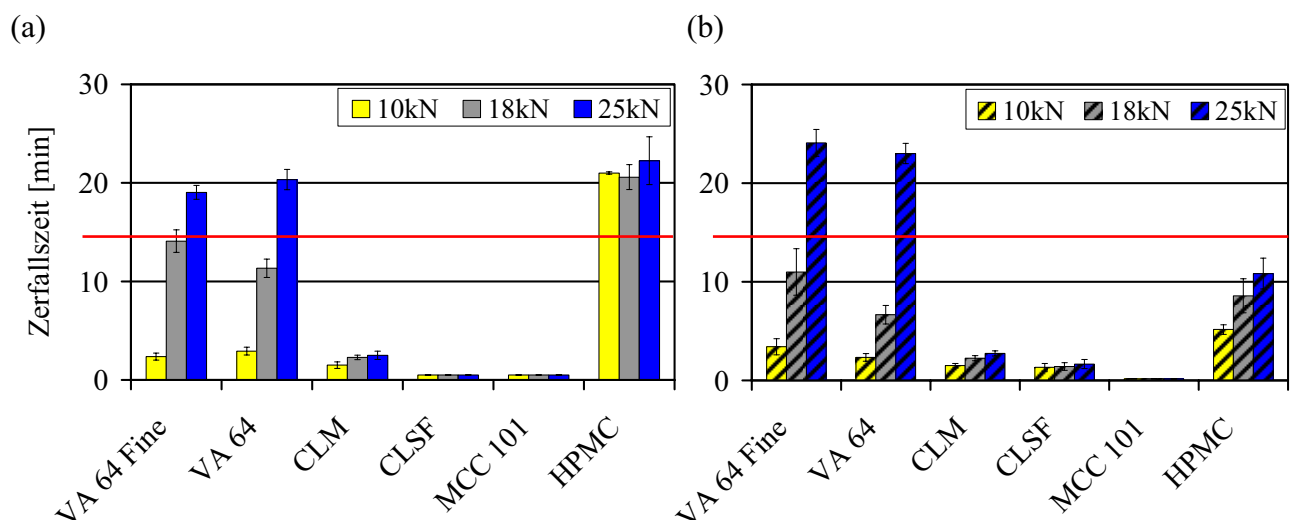 (a)
(b)
Zerfallszeit [min]
30
20
10
0
10kN 18kN 25kN
VA 64 Fine
VA 64
CLM
CLSF
MCC 101
HPMC
30
20
10
0
10kN 18kN 25kN
VA 64 Fine
VA 64
CLM
CLSF
MCC 101
HPMC